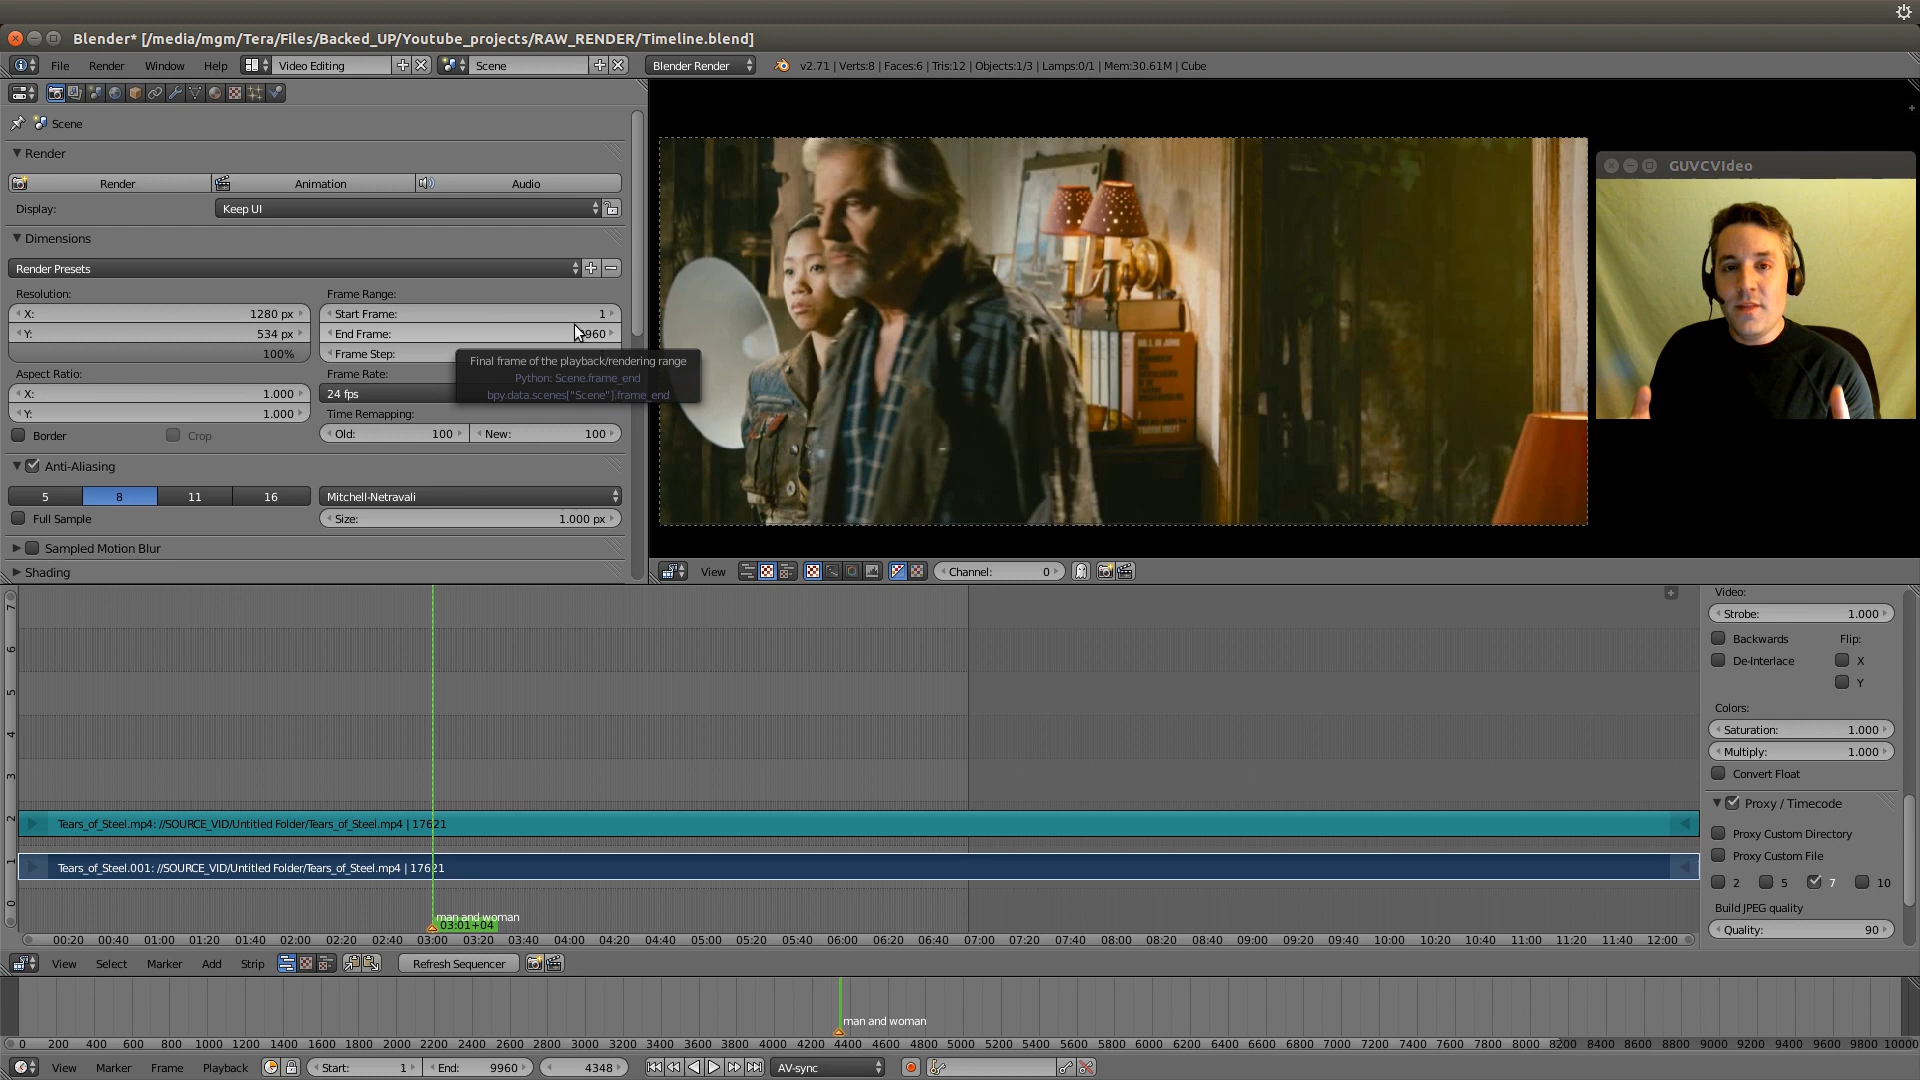 Blender* [/media/mgm/Tera/Files/Backed_UP/Youtube_projects/RAW_RENDER/Timeline.blend]
File Render Window Help Video Editing Scene Blender Render v2.71 | Verts:8 | Faces:6 | Tris:12 | Objects:1/3 | Lamps:0/1 | Mem:30.61M | Cube
Scene
Render
Render Animation Audio
Display: Keep UI
Dimensions
Render Presets
Resolution: Frame Range:
X: 1280 px Start Frame: 1
Y: 534 px End Frame: 960
100% Frame Step:
Final frame of the playback/rendering range
Python: Scene.frame_end
bpy.data.scenes["Scene"].frame_end
Aspect Ratio: Frame Rate:
X: 1.000 24 fps
Y: 1.000 Time Remapping:
Border Crop Old: 100 New: 100
Anti-Aliasing
5 8 11 16 Mitchell-Netravali
Full Sample Size: 1.000 px
Sampled Motion Blur
Shading
GUVCVIdeo
View Channel: 0
7
6
5
4
3
2
1
0
Tears_of_Steel.mp4: //SOURCE_VID/Untitled Folder/Tears_of_Steel.mp4 | 17621
Tears_of_Steel.001: //SOURCE_VID/Untitled Folder/Tears_of_Steel.mp4 | 17621
man and woman
03:01+04
00:20 00:40 01:00 01:20 01:40 02:00 02:20 02:40 03:00 03:20 03:40 04:00 04:20 04:40 05:00 05:20 05:40 06:00 06:20 06:40 07:00 07:20 07:40 08:00 08:20 08:40 09:00 09:20 09:40 10:00 10:20 10:40 11:00 11:20 11:40 12:00
Video:
Strobe: 1.000
Backwards Flip:
De-Interlace X
Y
Colors:
Saturation: 1.000
Multiply: 1.000
Convert Float
Proxy / Timecode
Proxy Custom Directory
Proxy Custom File
2 5 7 10
Build JPEG quality
Quality: 90
View Select Marker Add Strip Refresh Sequencer
man and woman
0 200 400 600 800 1000 1200 1400 1600 1800 2000 2200 2400 2600 2800 3000 3200 3400 3600 3800 4000 4200 4400 4600 4800 5000 5200 5400 5600 5800 6000 6200 6400 6600 6800 7000 7200 7400 7600 7800 8000 8200 8400 8600 8800 9000 9200 9400 9600 9800 10000
View Marker Frame Playback Start: 1 End: 9960 4348 AV-sync